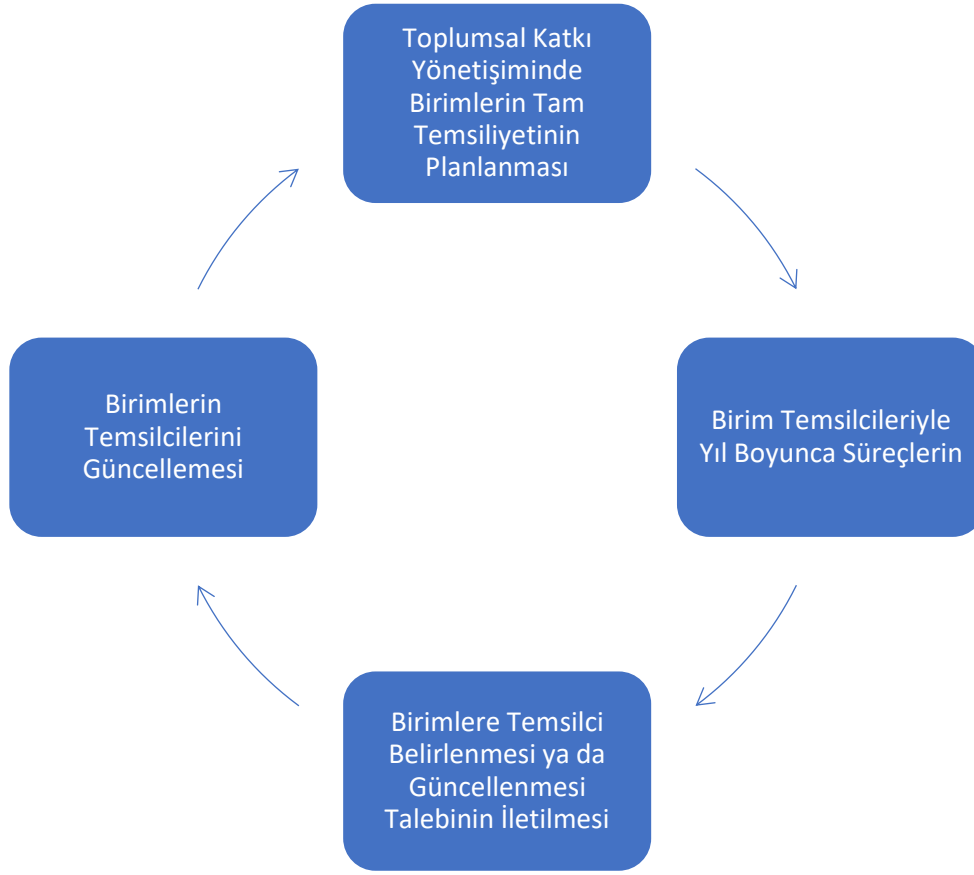 Toplumsal Katkı
Yönetişiminde
Birimlerin Tam
Temsiliyetinin
Planlanması
Birim Temsilcileriyle
Yıl Boyunca Süreçlerin
Birimlere Temsilci
Belirlenmesi ya da
Güncellenmesi
Talebinin İletilmesi
Birimlerin
Temsilcilerini
Güncellemesi